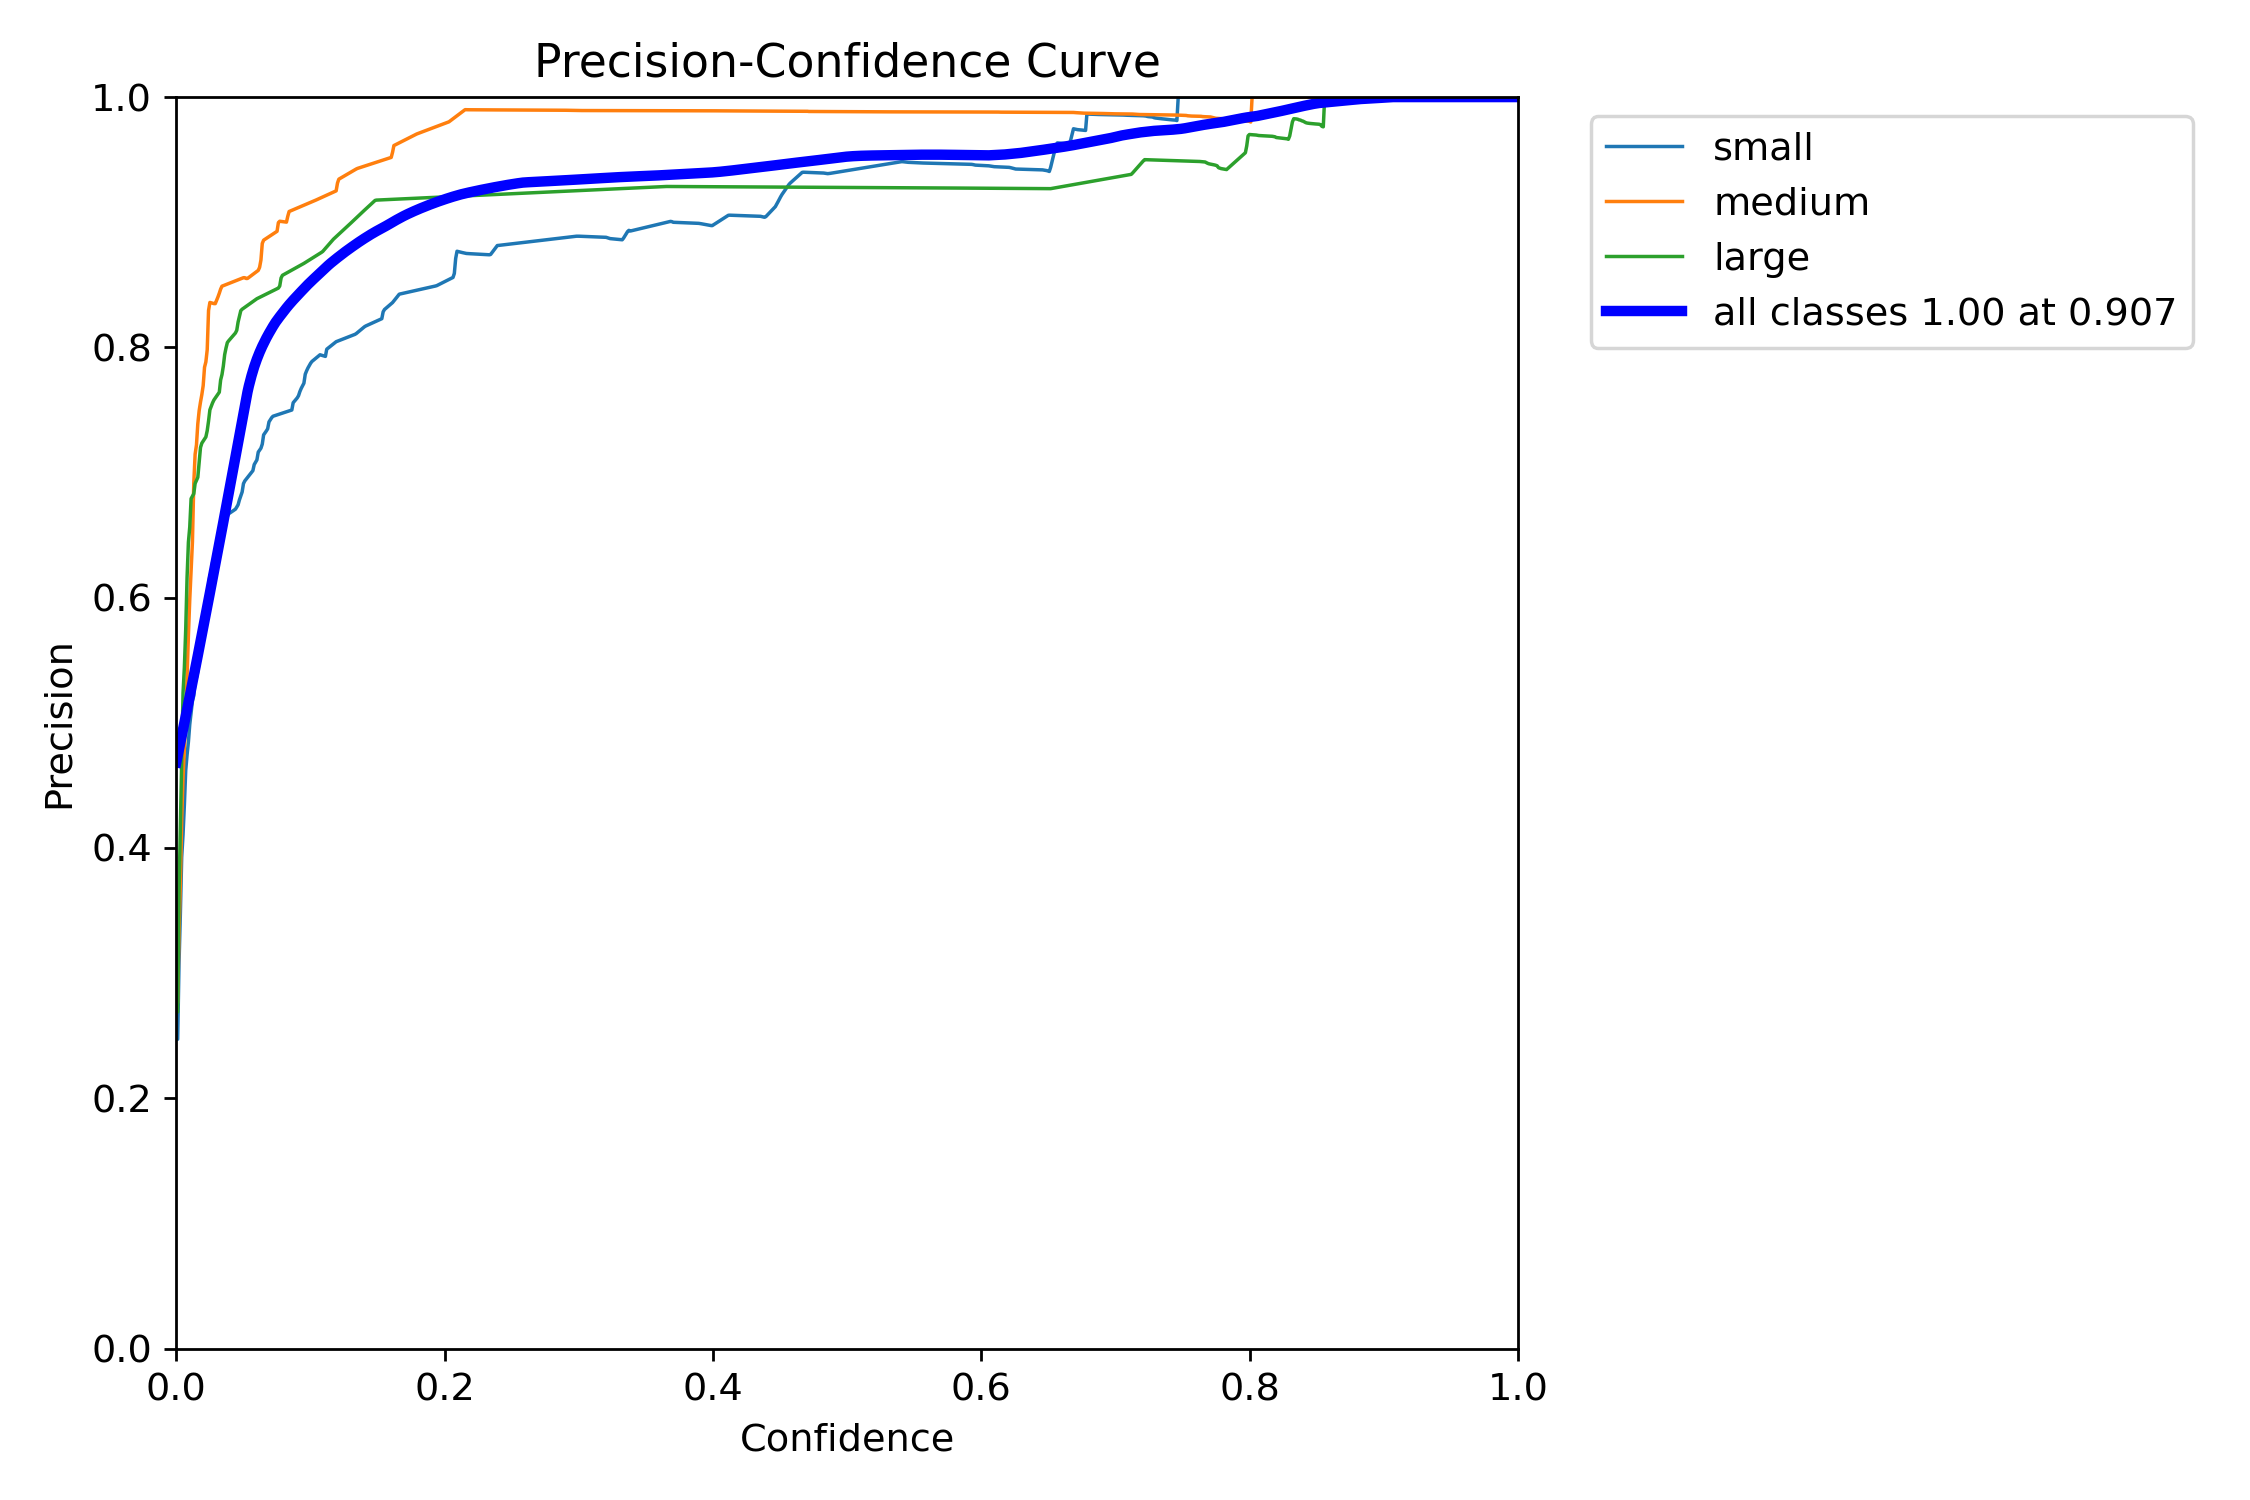 Precision-Confidence Curve
1.0
0.8
0.6
0.4
0.2
0.0
Precision
0.0 0.2 0.4 0.6 0.8 1.0
Confidence
small
medium
large
all classes 1.00 at 0.907